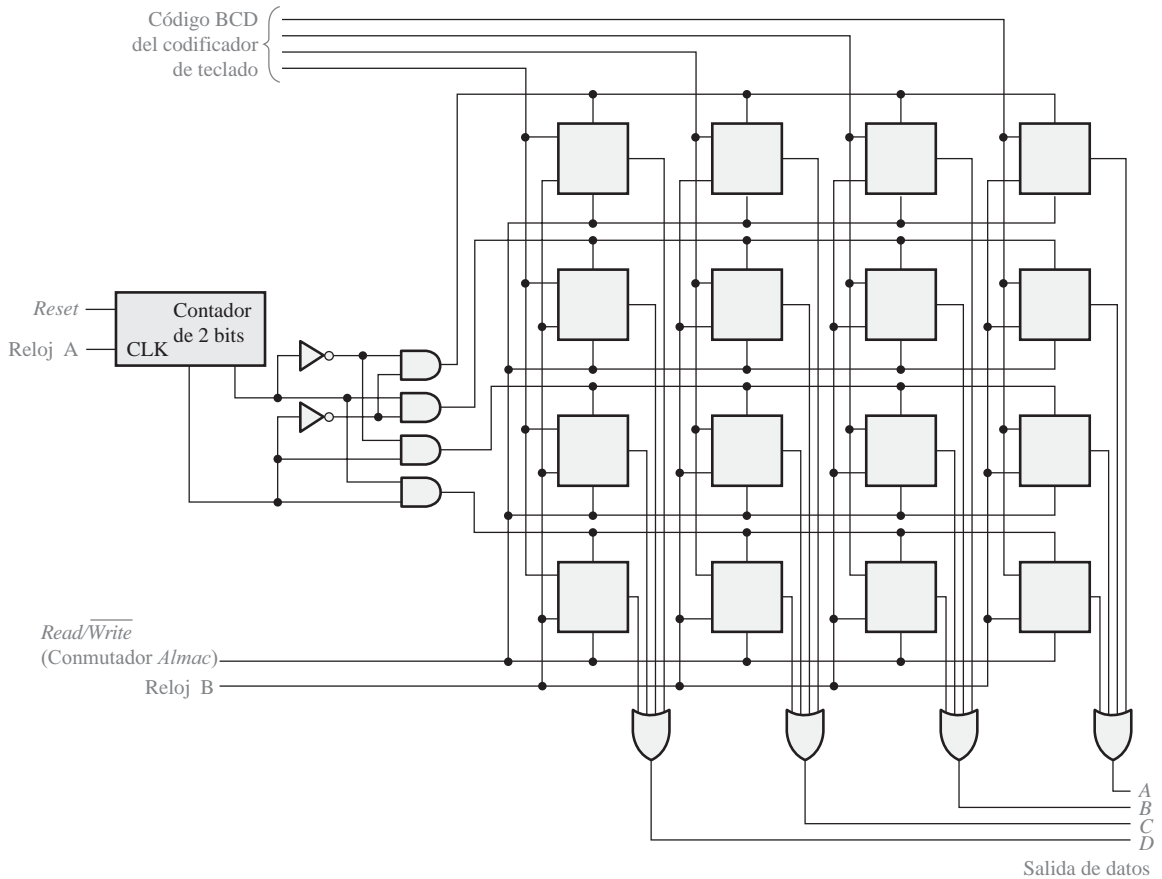 Código BCD
del codificador
de teclado
Reset
Reloj A
CLK
Contador
de 2 bits
Read/Write
(Conmutador Almac)
Reloj B
A
B
C
D
Salida de datos